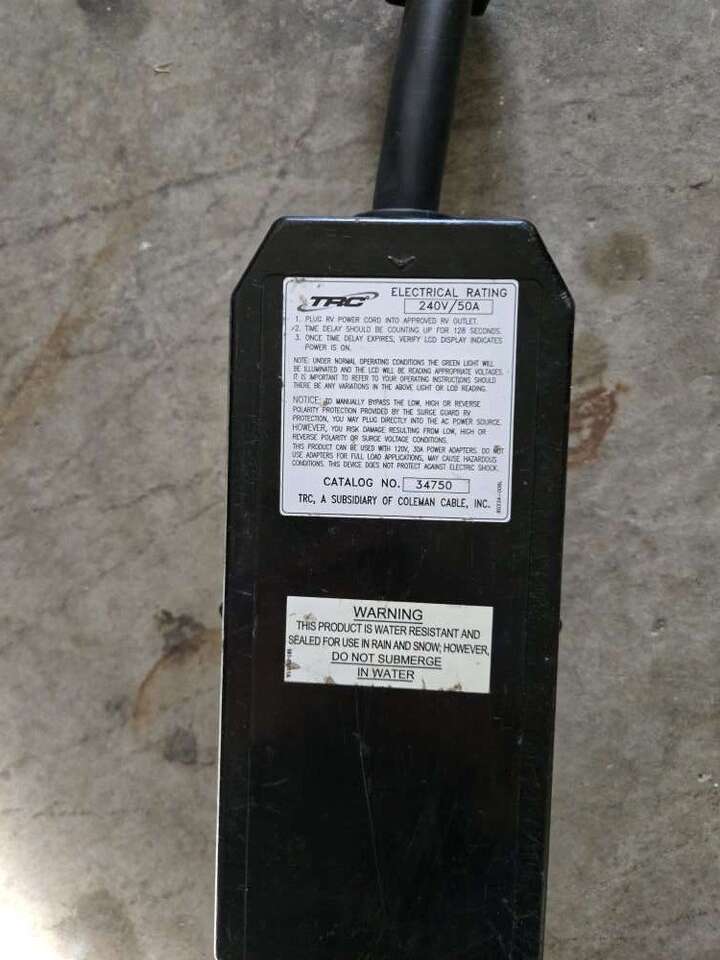 TRC
ELECTRICAL RATING
240V/50A
1. PLUG RV POWER CORD INTO APPROVED RV OUTLET.
2. TIME DELAY SHOULD BE COUNTING UP FOR 128 SECONDS.
3. ONCE TIME DELAY EXPIRES, VERIFY LCD DISPLAY INDICATES
POWER IS ON.
NOTE: UNDER NORMAL OPERATING CONDITIONS THE GREEN LIGHT WILL
BE ILLUMINATED AND THE LCD WILL BE READING APPROPRIATE VOLTAGES.
IT IS IMPORTANT TO REFER TO YOUR OPERATING INSTRUCTIONS SHOULD
THERE BE ANY VARIATIONS IN THE ABOVE LIGHT OR LCD READING.
NOTICE: TO MANUALLY BYPASS THE LOW, HIGH OR REVERSE
POLARITY PROTECTION PROVIDED BY THE SURGE GUARD RV
PROTECTION, YOU MAY PLUG DIRECTLY INTO THE AC POWER SOURCE.
HOWEVER, YOU RISK DAMAGE RESULTING FROM LOW, HIGH OR
REVERSE POLARITY OR SURGE VOLTAGE CONDITIONS.
THIS PRODUCT CAN BE USED WITH 120V, 30A POWER ADAPTERS. DO NOT
USE ADAPTERS FOR FULL LOAD APPLICATIONS, MAY CAUSE HAZARDOUS
CONDITIONS. THIS DEVICE DOES NOT PROTECT AGAINST ELECTRIC SHOCK.
CATALOG NO. 34750
TRC, A SUBSIDIARY OF COLEMAN CABLE, INC.
WARNING
THIS PRODUCT IS WATER RESISTANT AND
SEALED FOR USE IN RAIN AND SNOW; HOWEVER,
DO NOT SUBMERGE
IN WATER